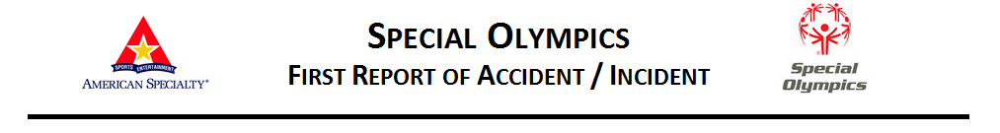 SPECIAL OLYMPICS
FIRST REPORT OF ACCIDENT / INCIDENT
SPORTS ENTERTAINMENT
AMERICAN SPECIALTY®
Special
Olympics